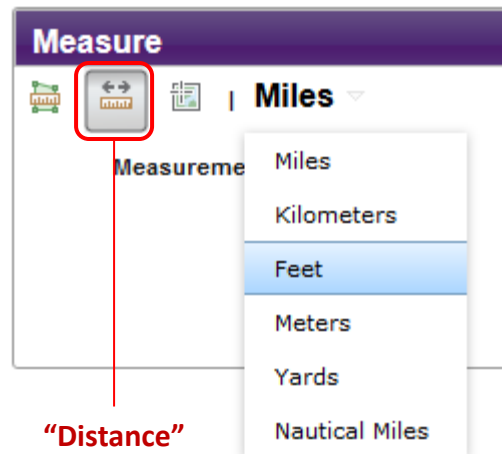 Measure
| Miles
Measureme
Miles
Kilometers
Feet
Meters
Yards
Nautical Miles
“Distance”